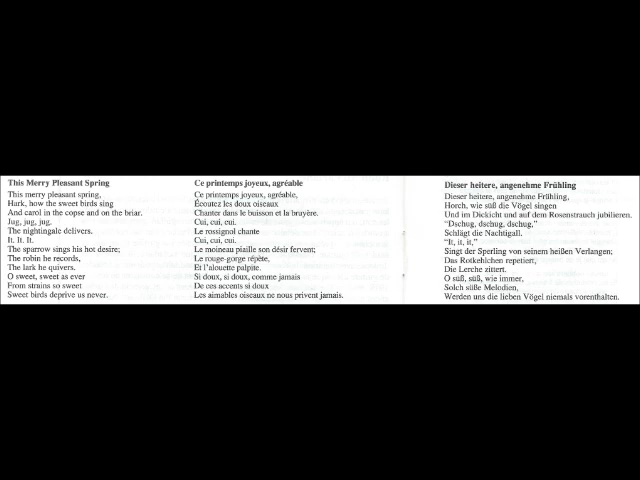 This Merry Pleasant Spring
This merry pleasant spring,
Hark, how the sweet birds sing
And carol in the copse and on the briar.
Jug, jug, jug.
The nightingale delivers.
It. It. It.
The sparrow sings his hot desire;
The robin he records,
The lark he quivers.
O sweet, sweet as ever
From strains so sweet
Sweet birds deprive us never.
Ce printemps joyeux, agréable
Ce printemps joyeux, agréable,
Écoutez les doux oiseaux
Chanter dans le buisson et la bruyère.
Cui, cui, cui.
Le rossignol chante
Cui, cui, cui.
Le moineau piaille son désir fervent;
Le rouge-gorge répète,
Et l'alouette palpite.
Si doux, si doux, comme jamais
De ces accents si doux
Les aimables oiseaux ne nous privent jamais.
Dieser heitere, angenehme Frühling
Dieser heitere, angenehme Frühling,
Horch, wie süß die Vögel singen
Und im Dickicht und auf dem Rosenstrauch jubilieren.
"Dschug, dschug, dschug,"
Schlägt die Nachtigall.
"It, it, it,"
Singt der Sperling von seinem heißen Verlangen;
Das Rotkehlchen repetiert,
Die Lerche zittert.
O süß, süß, wie immer,
Solch süße Melodien,
Werden uns die lieben Vögel niemals vorenthalten.